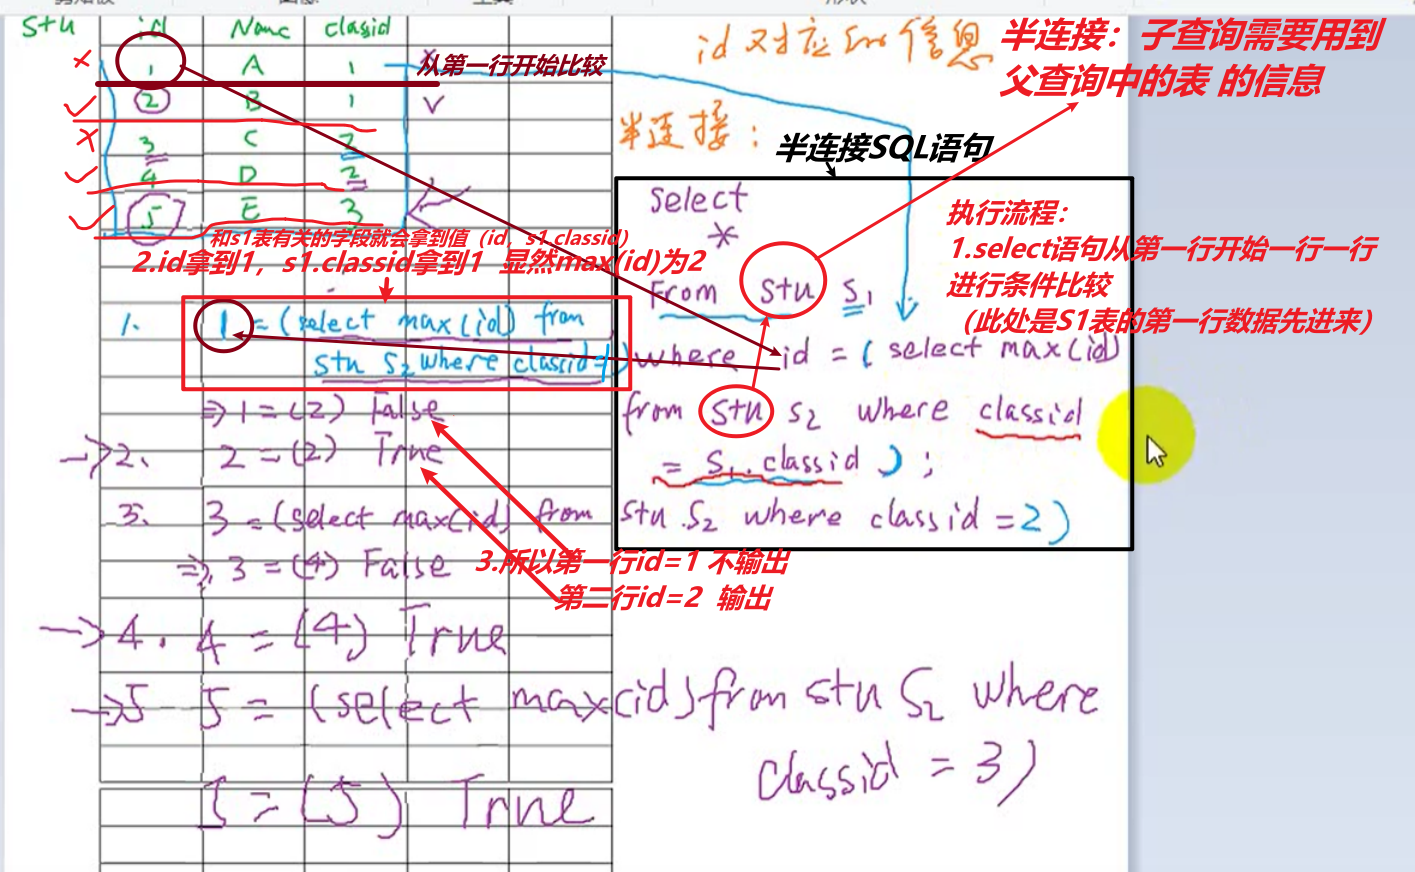 stu id Name classid
1 A 1
2 B 1
3 C 2
4 D 2
5 E 3
从第一行开始比较
id 对应的信息
半连接：子查询需要用到
父查询中的表 的信息
半连接：
半连接SQL语句
select
*
From stu s1
where id = ( select max(id)
from stu s2 where classid
= s1.classid ) ;
stu s2 where classid = 2 )
执行流程：
1.select语句从第一行开始一行一行
进行条件比较
（此处是S1表的第一行数据先进来）
和s1表有关的字段就会拿到值（id，s1.classid）
2.id拿到1，s1.classid拿到1 显然max(id)为2
1. 1 = (select max(id) from
stu s2 where classid=1)
=> 1 = (2) False
2. 2 = (2) True
3. 3 = (select max(id) from
=> 3 = (4) False
3.所以第一行id=1 不输出
第二行id=2 输出
4. 4 = (4) True
5 5 = (select max(id) from stu s2 where
classid = 3)
5 = (5) True